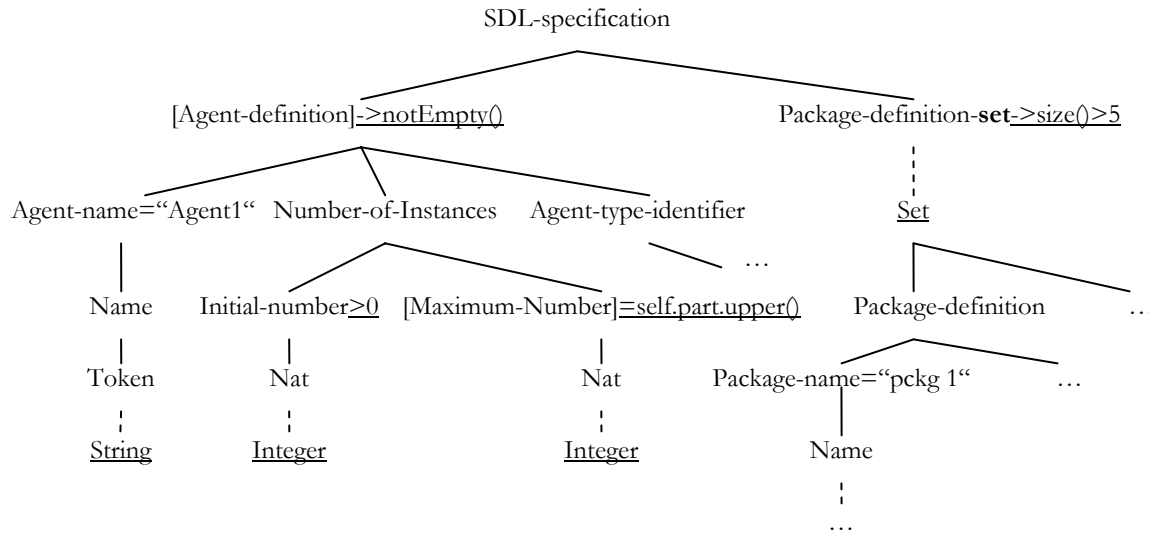 SDL-specification
[Agent-definition]->notEmpty() Package-definition-set->size()>5
Agent-name=“Agent1“ Number-of-Instances Agent-type-identifier Set
…
Name Initial-number>0 [Maximum-Number]=self.part.upper() Package-definition …
Token Nat Nat Package-name=“pckg 1“ …
String Integer Integer Name
…